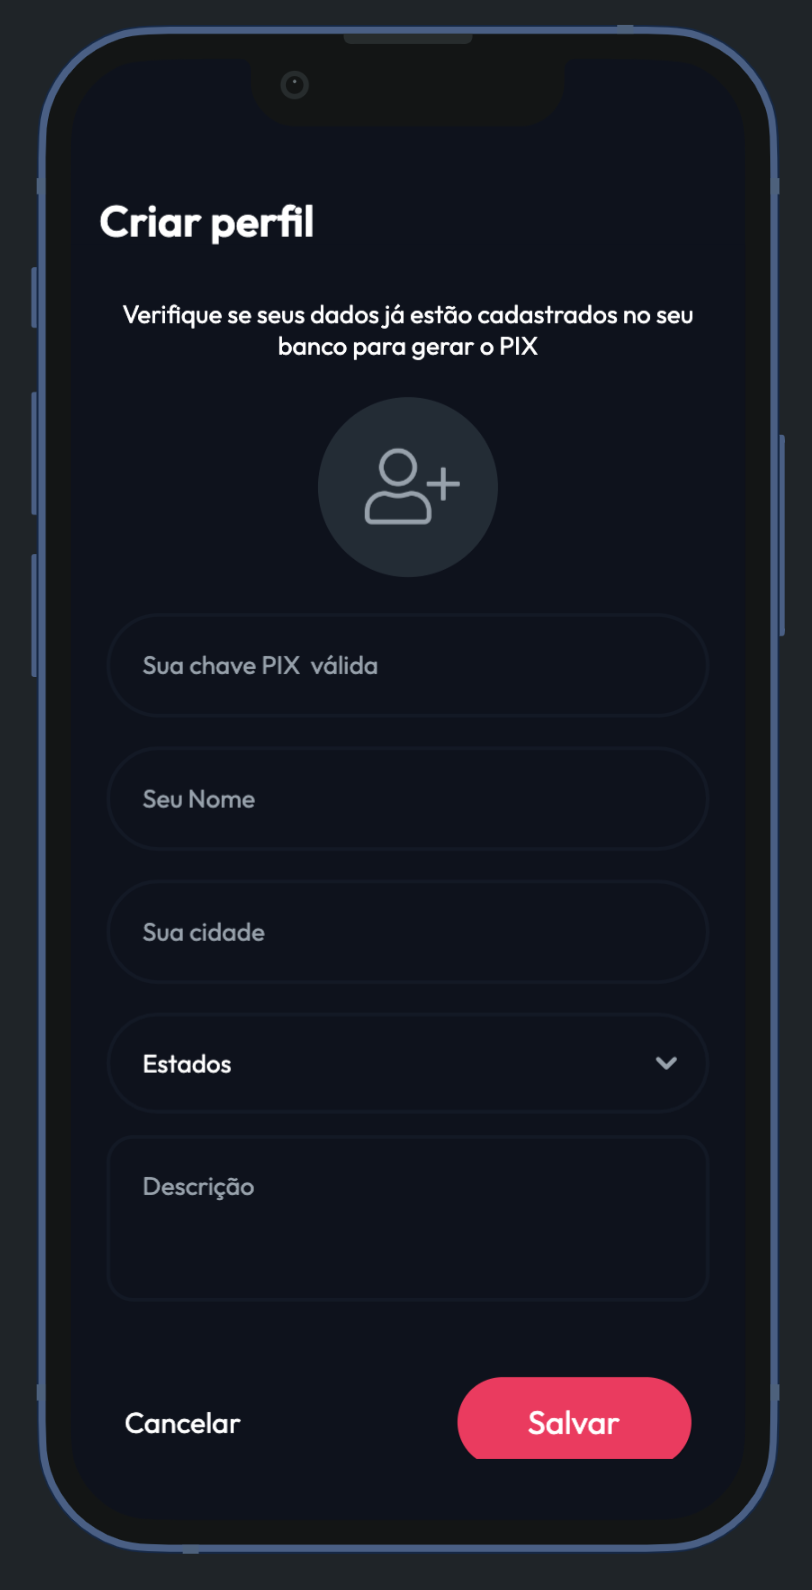 Criar perfil
Verifique se seus dados já estão cadastrados no seu
banco para gerar o PIX
Sua chave PIX  válida
Seu Nome
Sua cidade
Estados
Descrição
Cancelar
Salvar